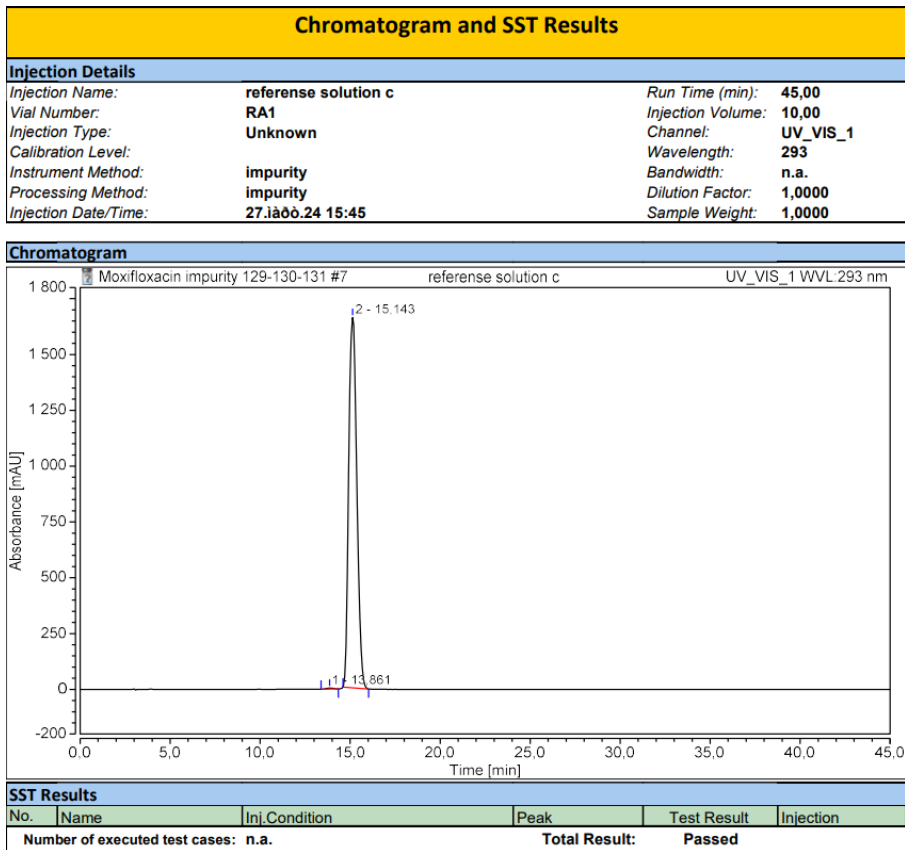 Chromatogram and SST Results
Injection Details
Injection Name: referense solution c Run Time (min): 45,00
Vial Number: RA1 Injection Volume: 10,00
Injection Type: Unknown Channel: UV_VIS_1
Calibration Level: Wavelength: 293
Instrument Method: impurity Bandwidth: n.a.
Processing Method: impurity Dilution Factor: 1,0000
Injection Date/Time: 27.ìàðò.24 15:45 Sample Weight: 1,0000
Chromatogram
Moxifloxacin impurity 129-130-131 #7 referense solution c UV_VIS_1 WVL:293 nm
1 800
2 - 15,143
1 500
1 250
1 000
Absorbance [mAU]
750
500
250
1 - 13,861
0
-200
0,0 5,0 10,0 15,0 20,0 25,0 30,0 35,0 40,0 45,0
Time [min]
SST Results
No. Name Inj.Condition Peak Test Result Injection
Number of executed test cases: n.a. Total Result: Passed